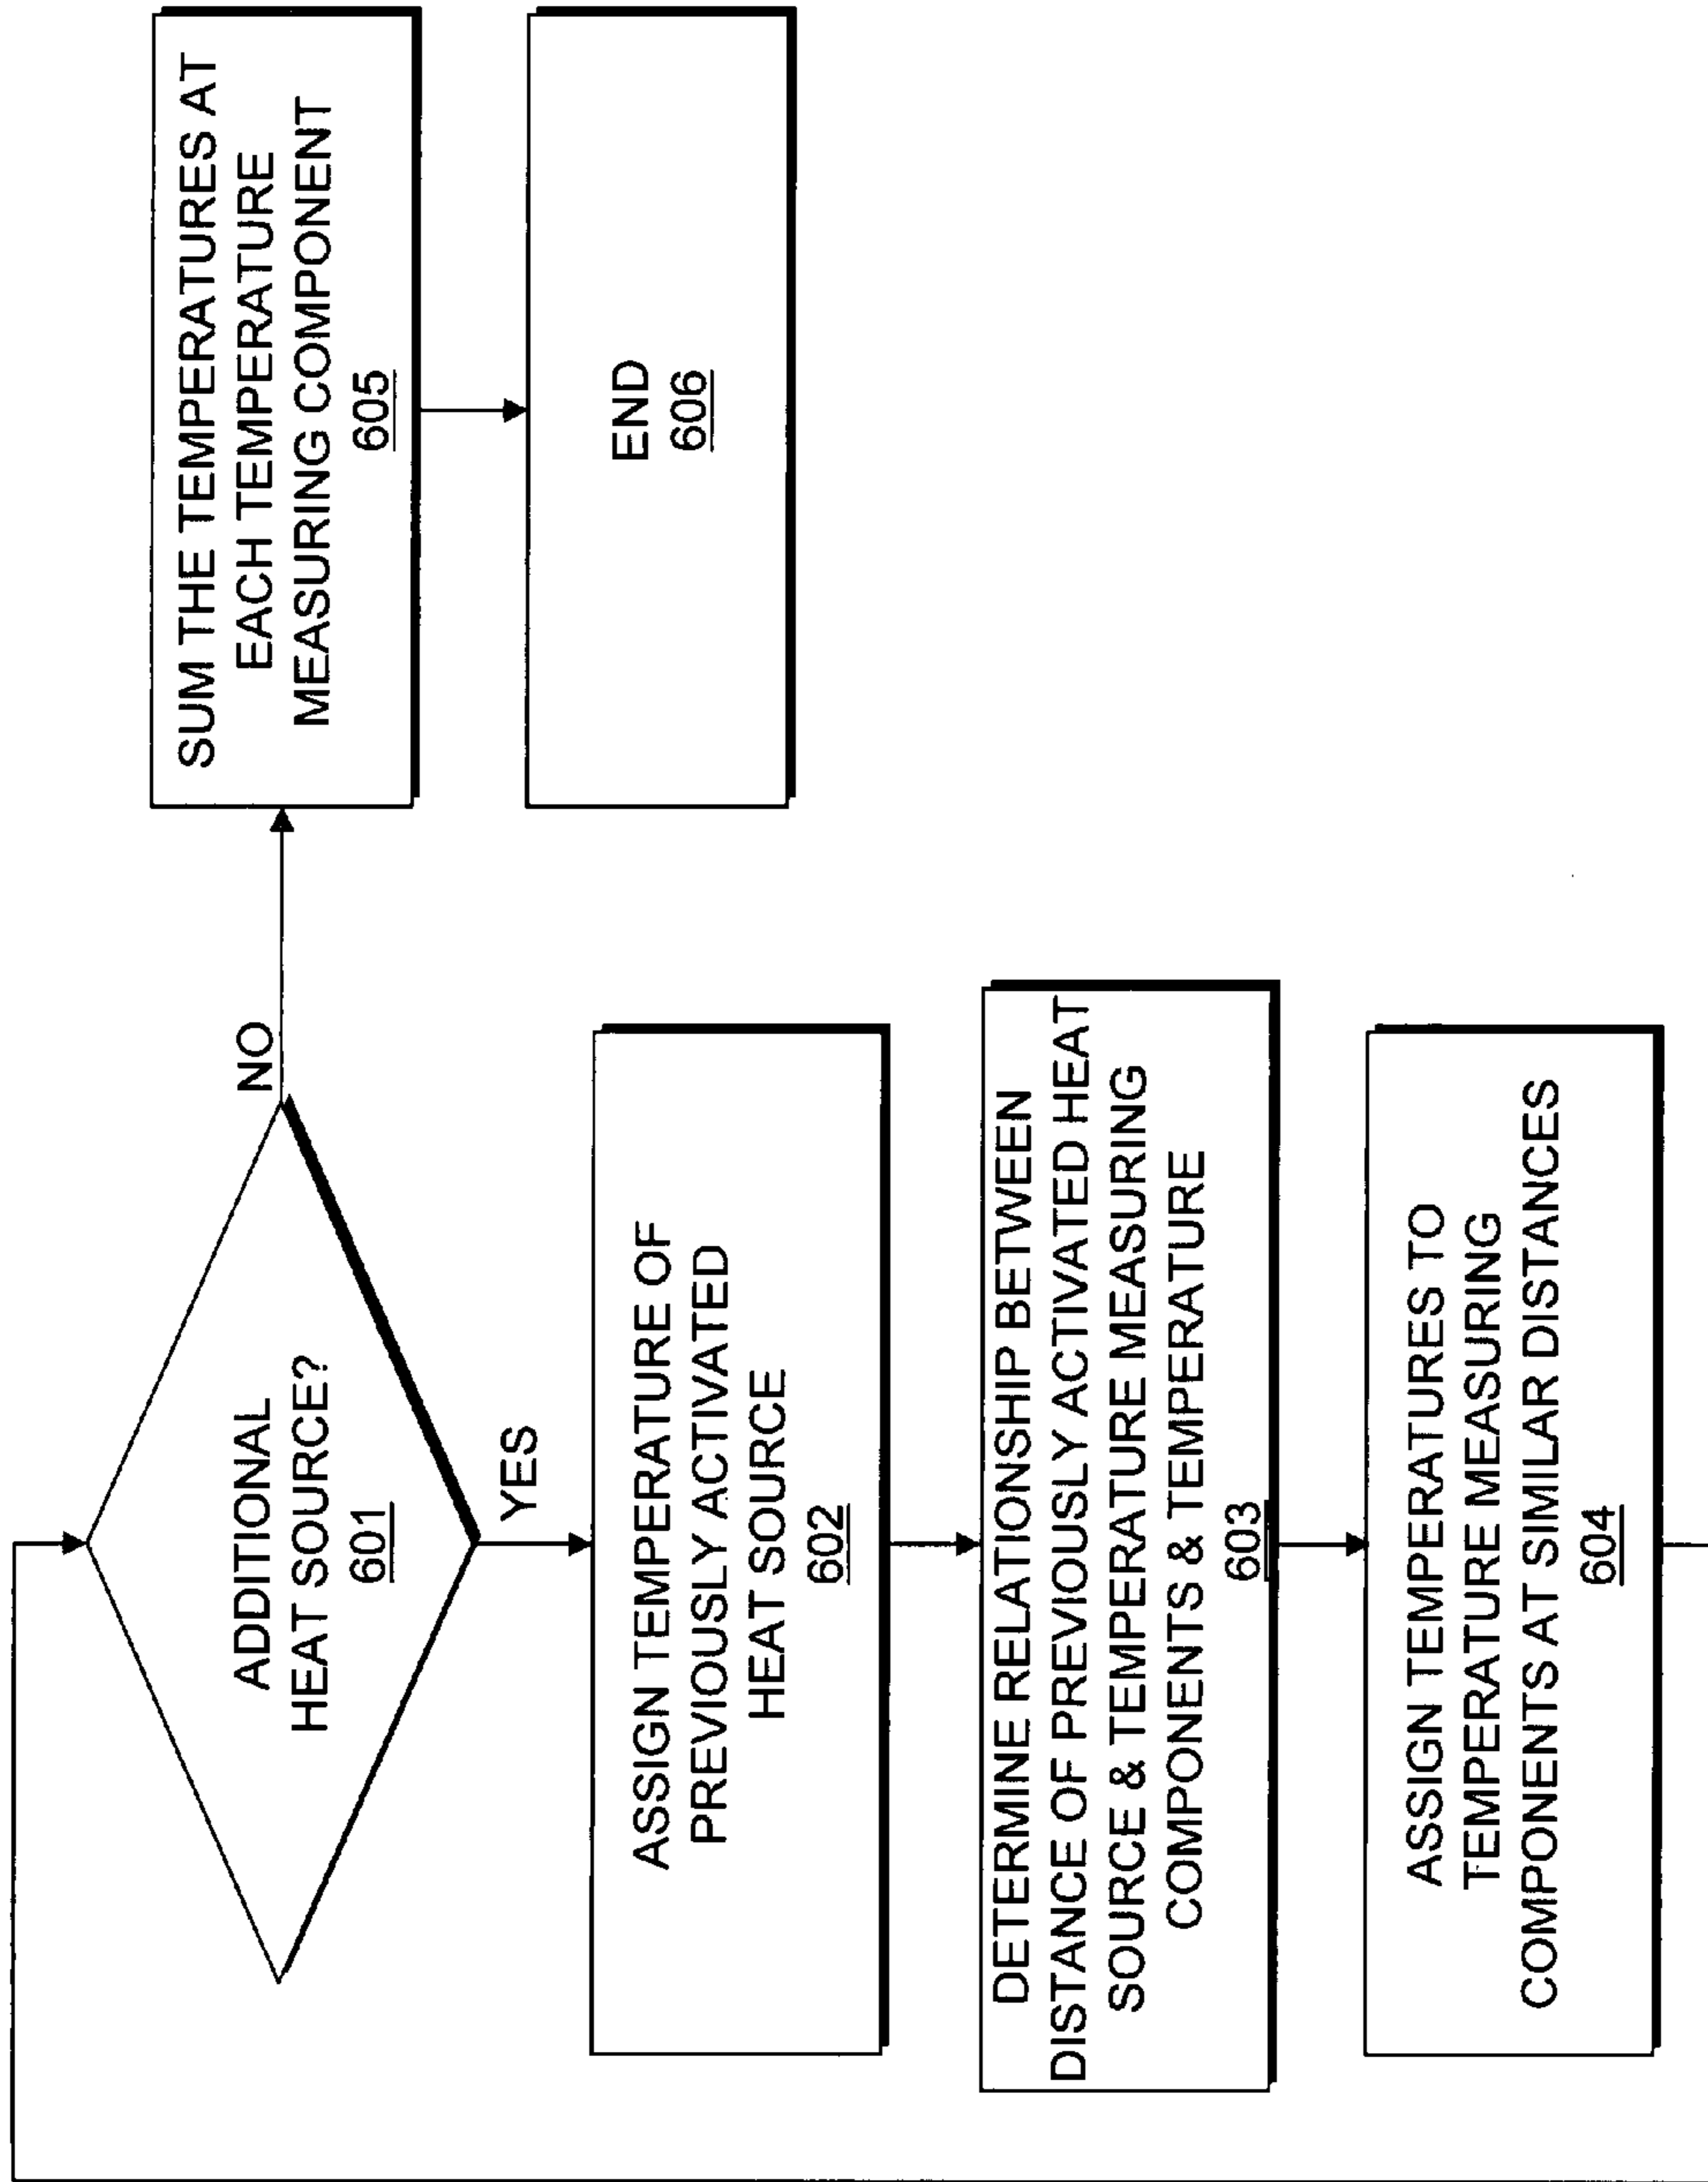 ADDITIONAL
HEAT SOURCE?
601
NO
YES
ASSIGN TEMPERATURE OF
PREVIOUSLY ACTIVATED
HEAT SOURCE
602
DETERMINE RELATIONSHIP BETWEEN
DISTANCE OF PREVIOUSLY ACTIVATED HEAT
SOURCE & TEMPERATURE MEASURING
COMPONENTS & TEMPERATURE
603
ASSIGN TEMPERATURES TO
TEMPERATURE MEASURING
COMPONENTS AT SIMILAR DISTANCES
604
SUM THE TEMPERATURES AT
EACH TEMPERATURE
MEASURING COMPONENT
605
END
606